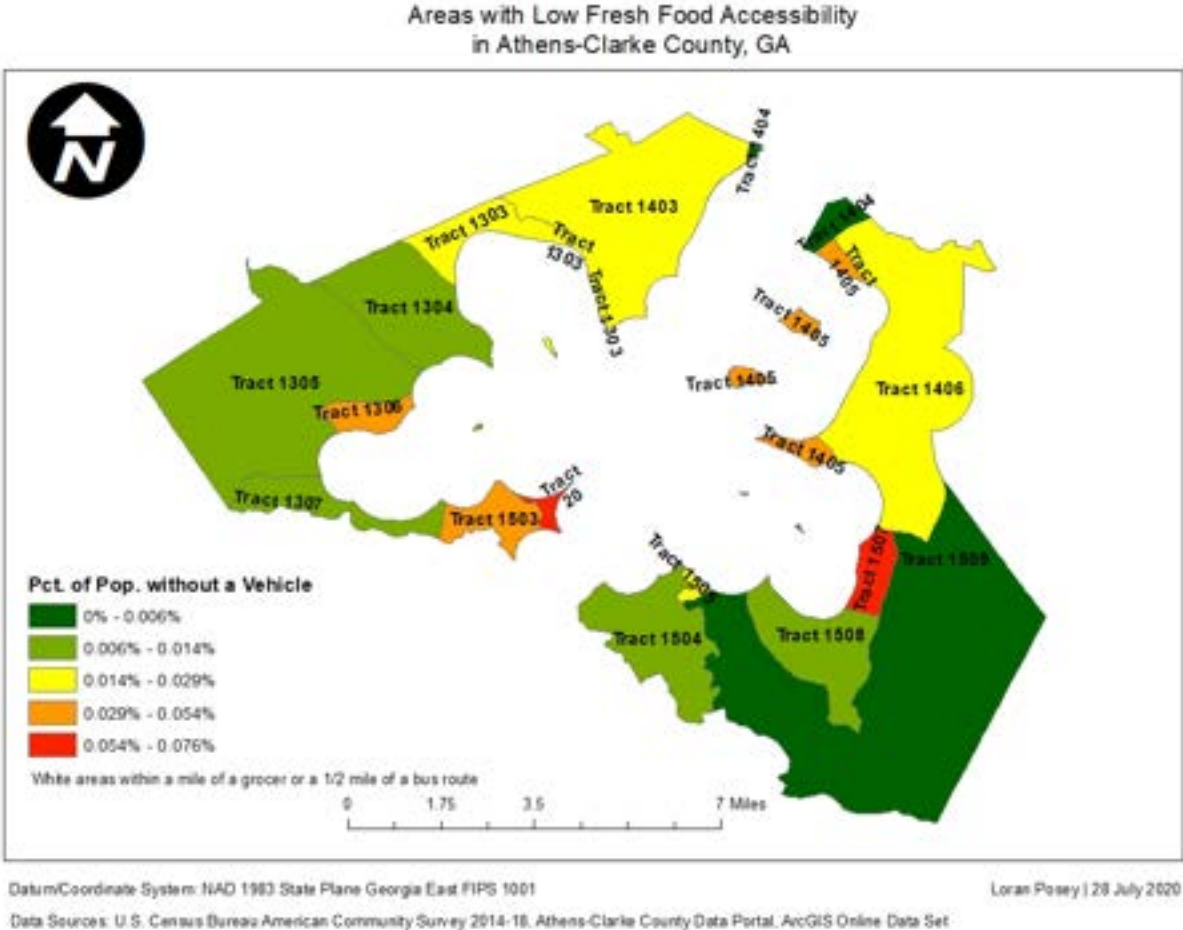 Areas with Low Fresh Food Accessibility
in Athens-Clarke County, GA
N
Tract 1404
Tract 1403
Tract 1303
Tract
1303
Tract 1303
Tract 1404
Tract
1405
Tract 1304
Tract 1405
Tract 1305
Tract 1405
Tract 1406
Tract 1306
Tract 1405
Tract 1307
Tract
20
Tract 1503
Tract 1507
Tract 1509
Tract 1504
Tract 1508
Pct. of Pop. without a Vehicle
0% - 0.006%
0.006% - 0.014%
0.014% - 0.029%
0.029% - 0.054%
0.054% - 0.076%
White areas within a mile of a grocer or a 1/2 mile of a bus route
0 1.75 3.5 7 Miles
Datum/Coordinate System: NAD 1983 State Plane Georgia East FIPS 1001
Loran Posey | 28 July 2020
Data Sources: U.S. Census Bureau American Community Survey 2014-18, Athens-Clarke County Data Portal, ArcGIS Online Data Set